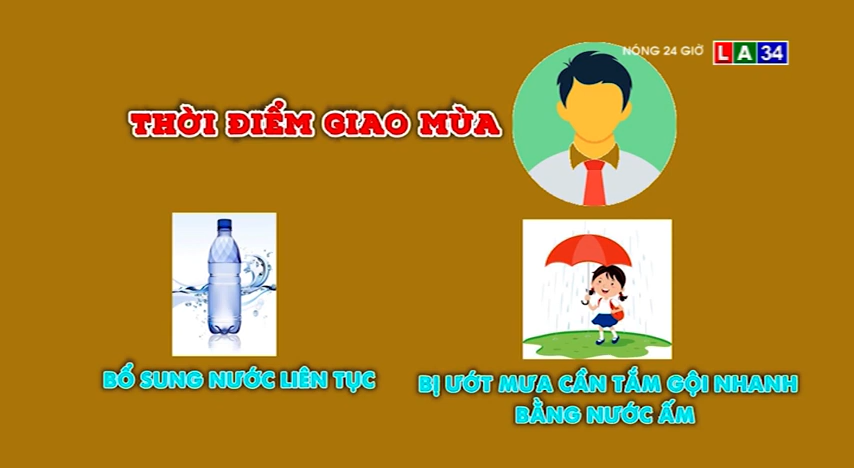 NÓNG 24 GIỜ LA34
THỜI ĐIỂM GIAO MÙA
BỔ SUNG NƯỚC LIÊN TỤC
BỊ ƯỚT MƯA CẦN TẮM GỘI NHANH
BẰNG NƯỚC ẤM